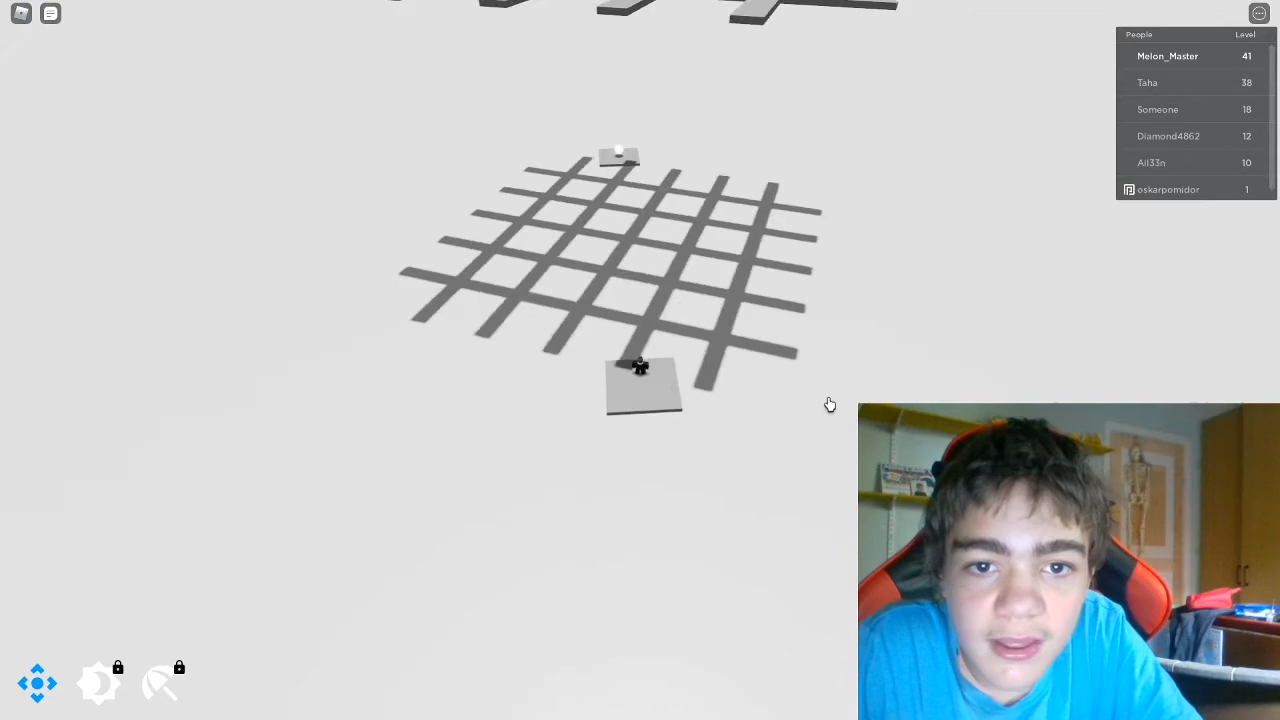 People Level
Melon_Master 41
Taha 38
Someone 18
Diamond4862 12
Ail33n 10
oskarpomidor 1